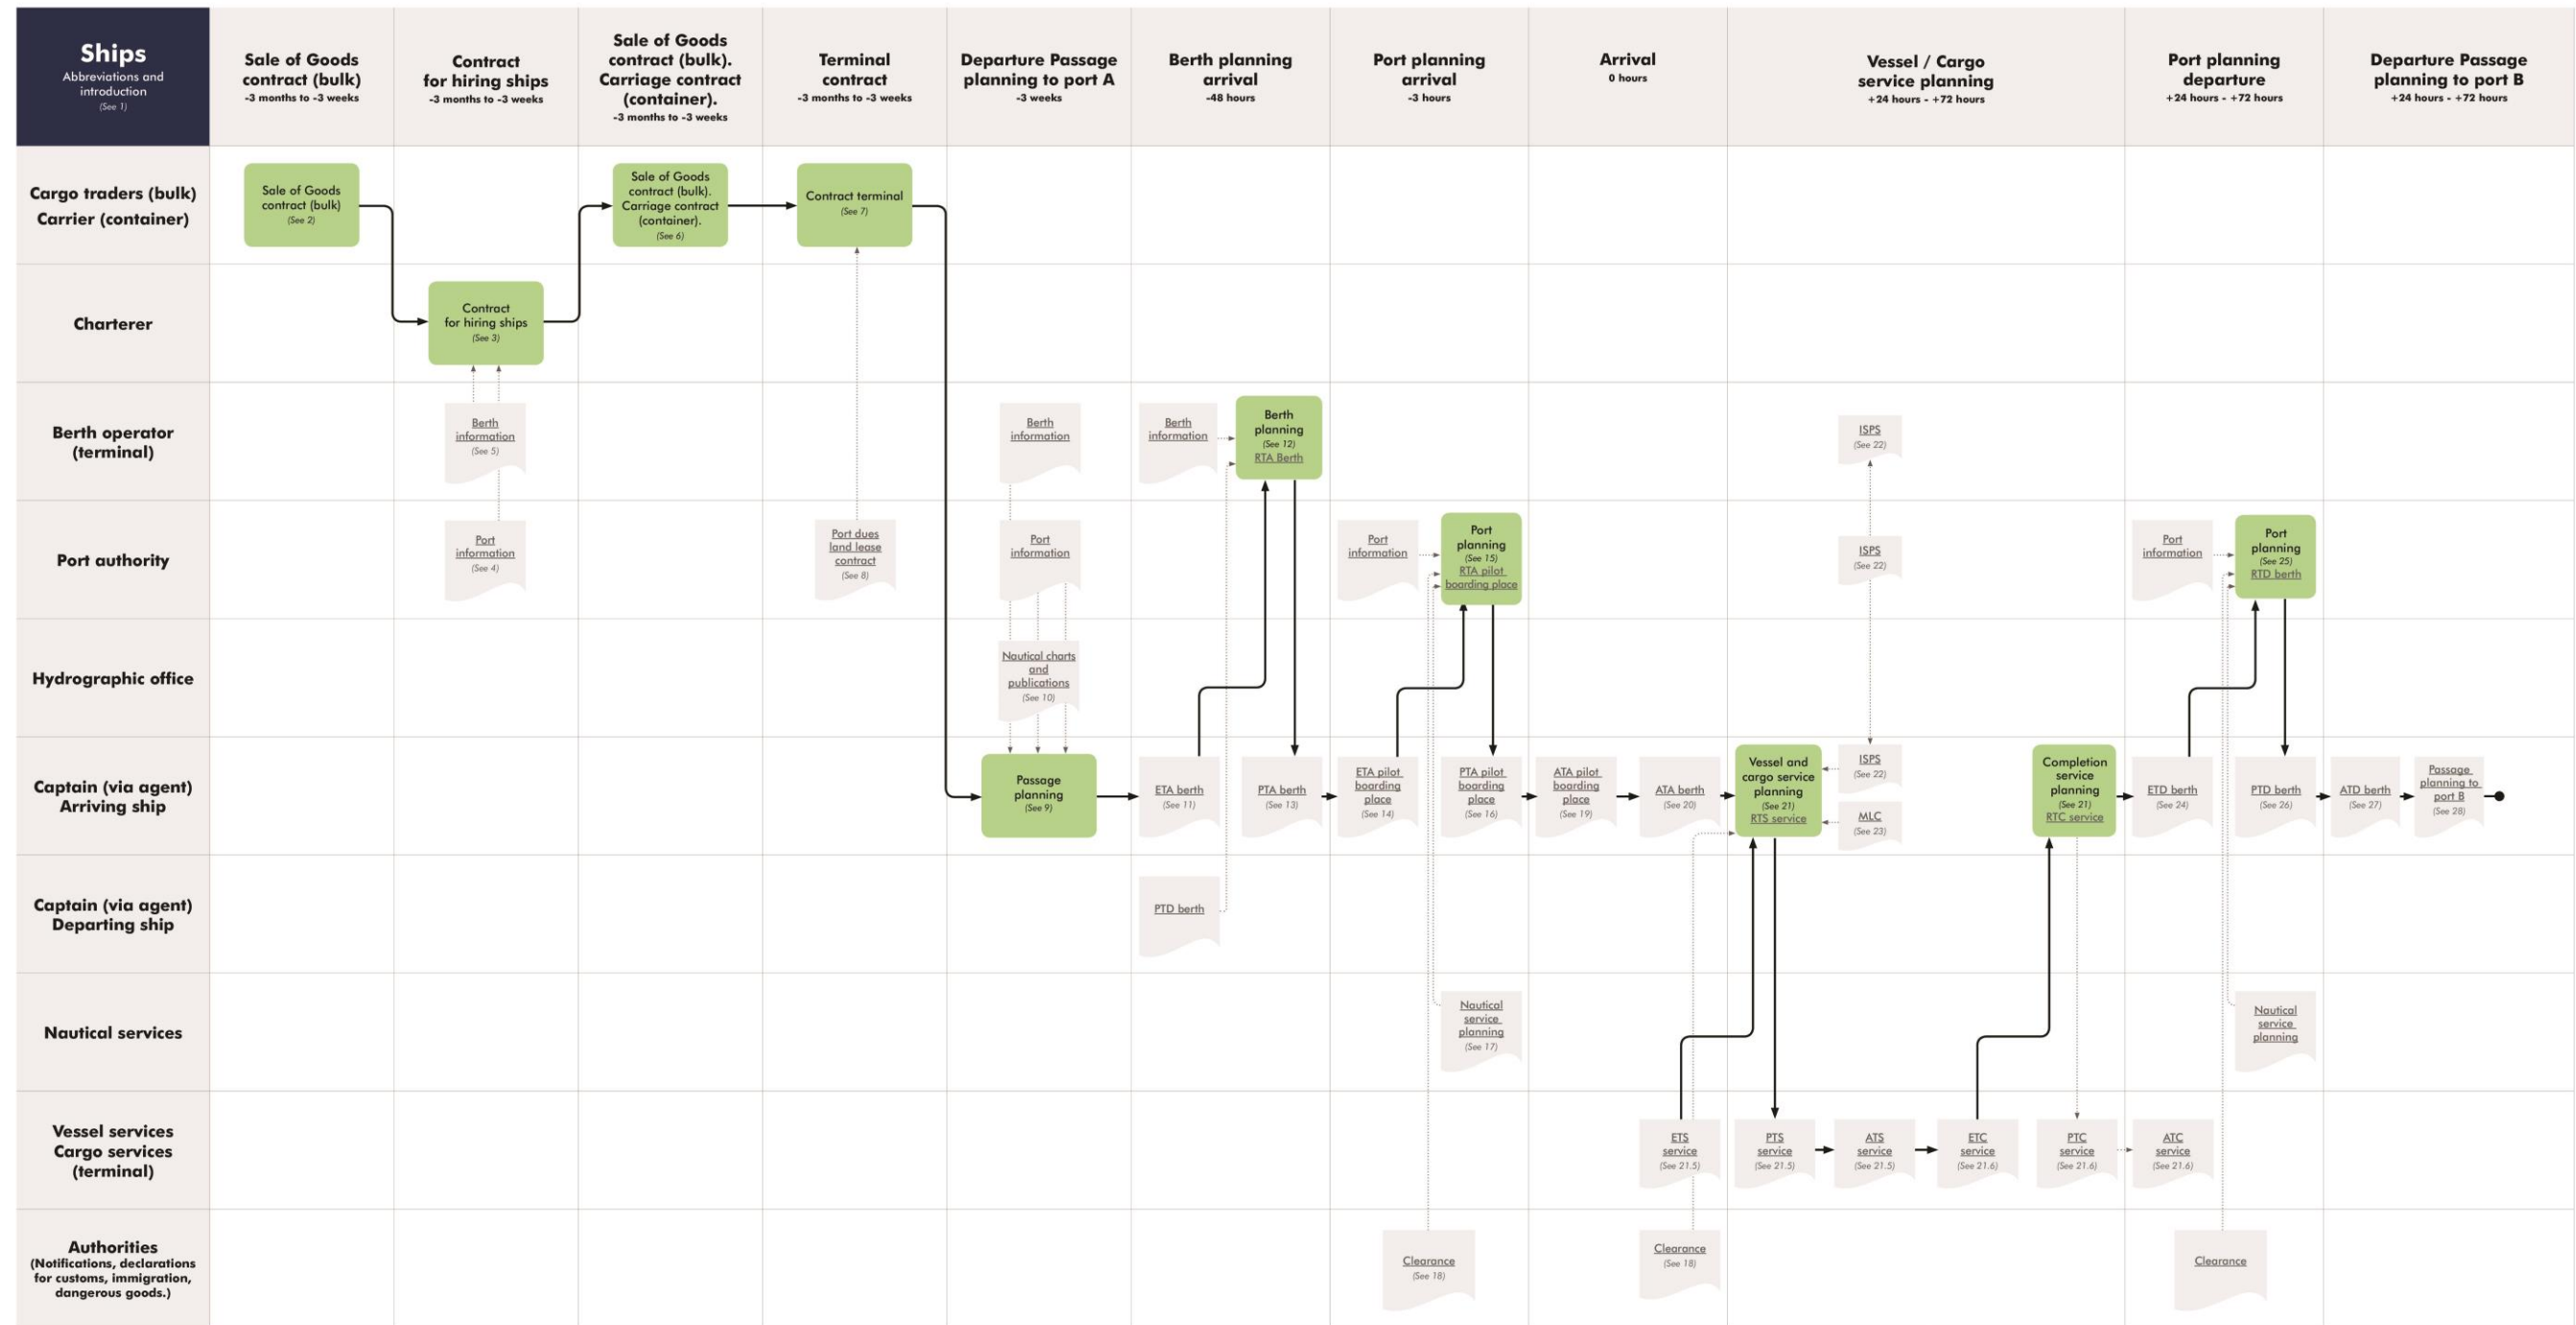 Ships
Abbreviations and
introduction
(See 1)
Sale of Goods
contract (bulk)
-3 months to -3 weeks
Contract
for hiring ships
-3 months to -3 weeks
Sale of Goods
contract (bulk).
Carriage contract
(container).
-3 months to -3 weeks
Terminal
contract
-3 months to -3 weeks
Departure Passage
planning to port A
-3 weeks
Berth planning
arrival
-48 hours
Port planning
arrival
-3 hours
Arrival
0 hours
Vessel / Cargo
service planning
+24 hours - +72 hours
Port planning
departure
+24 hours - +72 hours
Departure Passage
planning to port B
+24 hours - +72 hours
Cargo traders (bulk)
Carrier (container)
Sale of Goods
contract (bulk)
(See 2)
Sale of Goods
contract (bulk).
Carriage contract
(container).
(See 6)
Contract terminal
(See 7)
Charterer
Contract
for hiring ships
(See 3)
Berth operator
(terminal)
Berth
information
(See 5)
Berth
information
Berth
information
Berth
planning
(See 12)
RTA Berth
ISPS
(See 22)
Port authority
Port
information
(See 4)
Port dues
land lease
contract
(See 8)
Port
information
Port
information
Port
planning
(See 15)
RTA pilot
boarding place
ISPS
(See 22)
Port
information
Port
planning
(See 25)
RTD berth
Hydrographic office
Nautical charts
and
publications
(See 10)
Captain (via agent)
Arriving ship
Passage
planning
(See 9)
ETA berth
(See 11)
PTA berth
(See 13)
ETA pilot
boarding
place
(See 14)
PTA pilot
boarding
place
(See 16)
ATA pilot
boarding
place
(See 19)
ATA berth
(See 20)
Vessel and
cargo service
planning
(See 21)
RTS service
ISPS
(See 22)
MLC
(See 23)
Completion
service
planning
(See 21)
RTC service
ETD berth
(See 24)
PTD berth
(See 26)
ATD berth
(See 27)
Passage
planning to
port B
(See 28)
Captain (via agent)
Departing ship
PTD berth
Nautical services
Nautical
service
planning
(See 17)
Nautical
service
planning
Vessel services
Cargo services
(terminal)
ETS
service
(See 21.5)
PTS
service
(See 21.5)
ATS
service
(See 21.5)
ETC
service
(See 21.6)
PTC
service
(See 21.6)
ATC
service
(See 21.6)
Authorities
(Notifications, declarations
for customs, immigration,
dangerous goods.)
Clearance
(See 18)
Clearance
(See 18)
Clearance